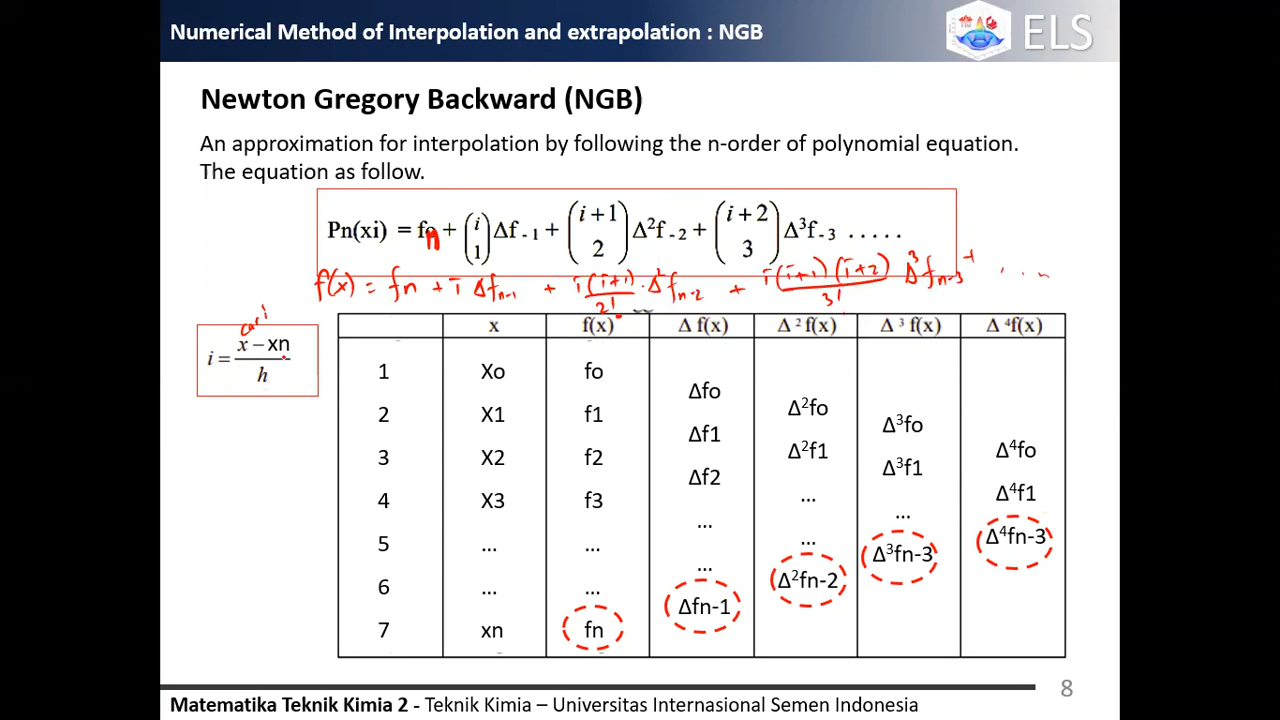 Numerical Method of Interpolation and extrapolation : NGB
ELS
Newton Gregory Backward (NGB)
An approximation for interpolation by following the n-order of polynomial equation.
The equation as follow.
Pn(xi) = fn + (i 1) Δf-1 + (i+1 2) Δ²f-2 + (i+2 3) Δ³f-3 .....
f(x) = fn + i Δfn-1 + i(i+1)/2! · Δ²fn-2 + i(i+1)(i+2)/3! Δ³fn-3 + ....
cari
i = x − xn / h
x f(x) Δ f(x) Δ ² f(x) Δ ³ f(x) Δ ⁴f(x)
1 Xo fo
Δfo
2 X1 f1 Δ²fo
Δf1 Δ³fo
3 X2 f2 Δ²f1 Δ⁴fo
Δf2 Δ³f1
4 X3 f3 ... Δ⁴f1
... ...
5 ... ... ... Δ³fn-3 Δ⁴fn-3
...
6 ... ... Δ²fn-2
Δfn-1
7 xn fn
8
Matematika Teknik Kimia 2 - Teknik Kimia – Universitas Internasional Semen Indonesia